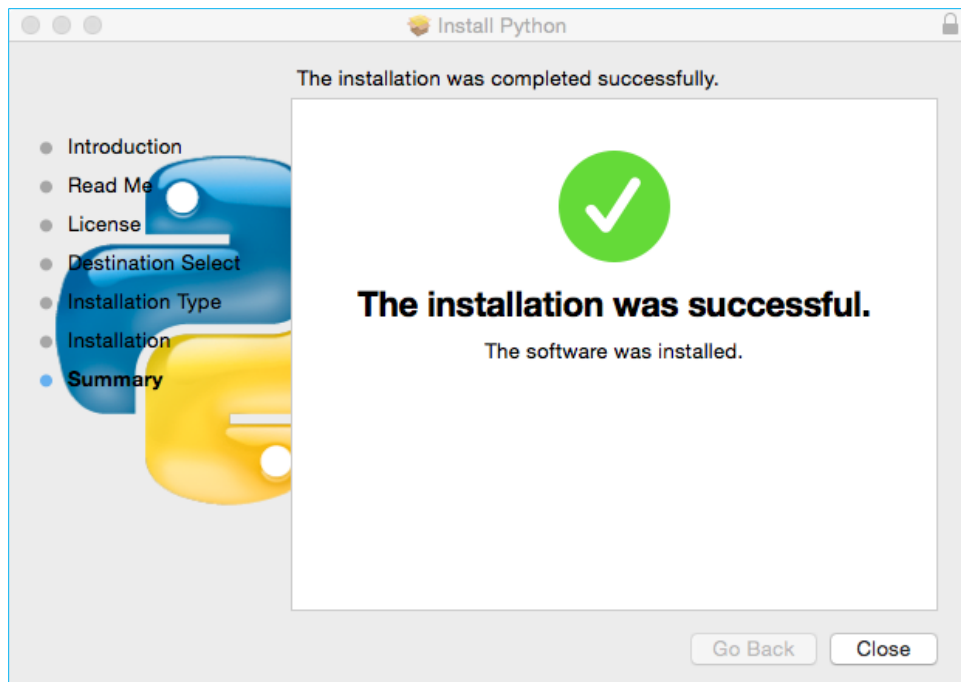 Install Python
The installation was completed successfully.
Introduction
Read Me
License
Destination Select
Installation Type
Installation
Summary
The installation was successful.
The software was installed.
Go Back
Close